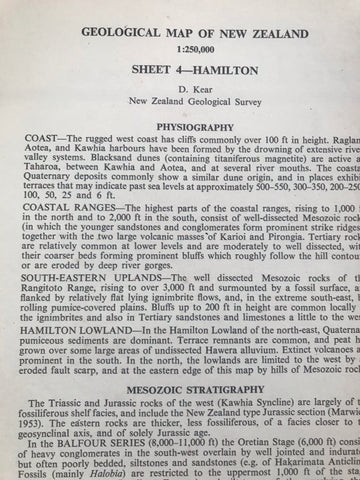 GEOLOGICAL MAP OF NEW ZEALAND
1:250,000
SHEET 4—HAMILTON
D. Kear
New Zealand Geological Survey
PHYSIOGRAPHY
COAST—The rugged west coast has cliffs commonly over 100 ft in height. Raglan
Aotea, and Kawhia harbours have been formed by the drowning of extensive river
valley systems. Blacksand dunes (containing titaniferous magnetite) are active a
Taharoa, between Kawhia and Aotea, and at several river mouths. The coasta
Quaternary deposits commonly show a similar dune origin, and in places exhibi
terraces that may indicate past sea levels at approximately 500–550, 300–350, 200–250
100, 50, 25 and 6 ft.
COASTAL RANGES—The highest parts of the coastal ranges, rising to 1,000 f
in the north and to 2,000 ft in the south, consist of well-dissected Mesozoic rock
(in which the younger sandstones and conglomerates form prominent strike ridges
together with the two large volcanic masses of Karioi and Pirongia. Tertiary rock
are relatively common at lower levels and are moderately to well dissected, with
their coarser beds forming prominent bluffs which roughly follow the hill contour
or are eroded by deep river gorges.
SOUTH-EASTERN UPLANDS—The well dissected Mesozoic rocks of th
Rangitoto Range, rising to over 3,000 ft and surmounted by a fossil surface, a
flanked by relatively flat lying ignimbrite flows, and, in the extreme south-east, b
rolling pumice-covered plains. Bluffs up to 200 ft in height are common locally
the ignimbrites and also in Tertiary sandstones and limestones a little to the wes
HAMILTON LOWLAND—In the Hamilton Lowland of the north-east, Quaterna
pumiceous sediments are dominant. Terrace remnants are common, and peat h
grown over some large areas of undissected Hawera alluvium. Extinct volcanoes a
prominent in the south. In the north, the lowlands are limited to the west by
eroded fault scarp, and at the eastern edge of this map by hills of Mesozoic rock
MESOZOIC STRATIGRAPHY
The Triassic and Jurassic rocks of the west (Kawhia Syncline) are largely of t
fossiliferous shelf facies, and include the New Zealand type Jurassic section (Marwic
1953). The eastern rocks are thicker, less fossiliferous, of a facies closer to t
geosynclinal axis, and of solely Jurassic age.
In the BALFOUR SERIES (8,000–11,000 ft) the Oretian Stage (6,000 ft) consi
of heavy conglomerates in the south-west overlain by well jointed and indurate
but often poorly bedded, siltstones and sandstones (e.g. of Hakarimata Anticlin
Fossils (mainly Halobia) are restricted to the uppermost 1,000 ft of the stag